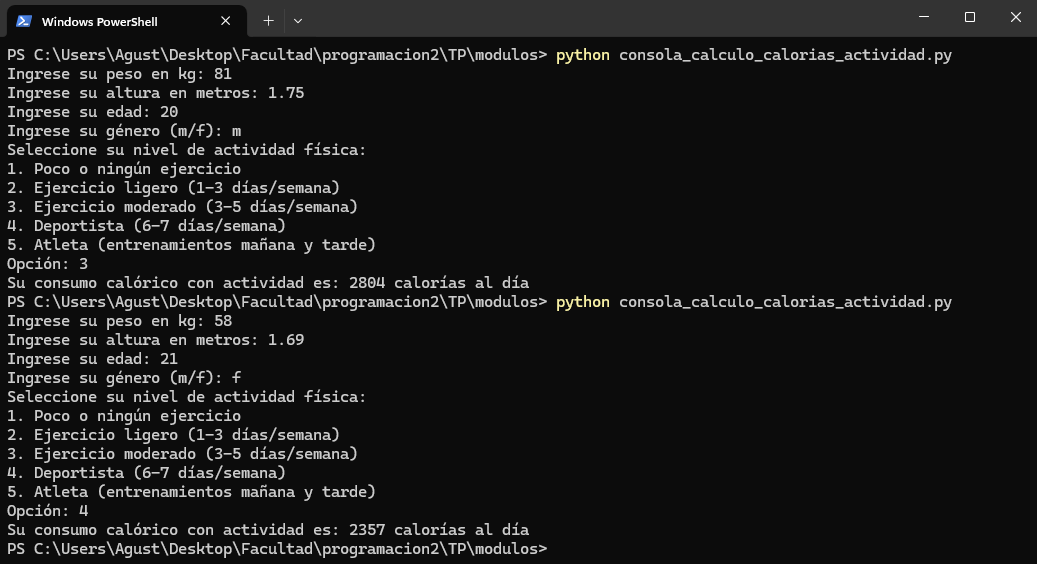 Windows PowerShell
PS C:\Users\Agust\Desktop\Facultad\programacion2\TP\modulos> python consola_calculo_calorias_actividad.py
Ingrese su peso en kg: 81
Ingrese su altura en metros: 1.75
Ingrese su edad: 20
Ingrese su género (m/f): m
Seleccione su nivel de actividad física:
1. Poco o ningún ejercicio
2. Ejercicio ligero (1-3 días/semana)
3. Ejercicio moderado (3-5 días/semana)
4. Deportista (6-7 días/semana)
5. Atleta (entrenamientos mañana y tarde)
Opción: 3
Su consumo calórico con actividad es: 2804 calorías al día
PS C:\Users\Agust\Desktop\Facultad\programacion2\TP\modulos> python consola_calculo_calorias_actividad.py
Ingrese su peso en kg: 58
Ingrese su altura en metros: 1.69
Ingrese su edad: 21
Ingrese su género (m/f): f
Seleccione su nivel de actividad física:
1. Poco o ningún ejercicio
2. Ejercicio ligero (1-3 días/semana)
3. Ejercicio moderado (3-5 días/semana)
4. Deportista (6-7 días/semana)
5. Atleta (entrenamientos mañana y tarde)
Opción: 4
Su consumo calórico con actividad es: 2357 calorías al día
PS C:\Users\Agust\Desktop\Facultad\programacion2\TP\modulos>